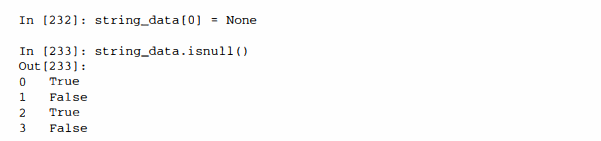 In [232]: string_data[0] = None
In [233]: string_data.isnull()
Out[233]:
0 True
1 False
2 True
3 False